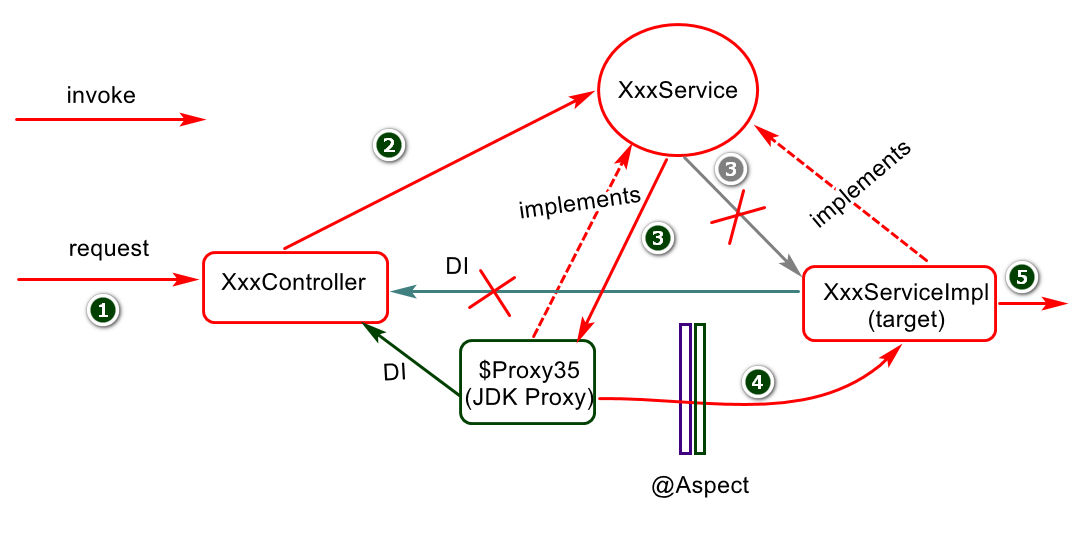 invoke
XxxService
2
3
implements
implements
3
request
DI
XxxController
1
XxxServiceImpl
(target)
5
DI
$Proxy35
(JDK Proxy)
4
@Aspect